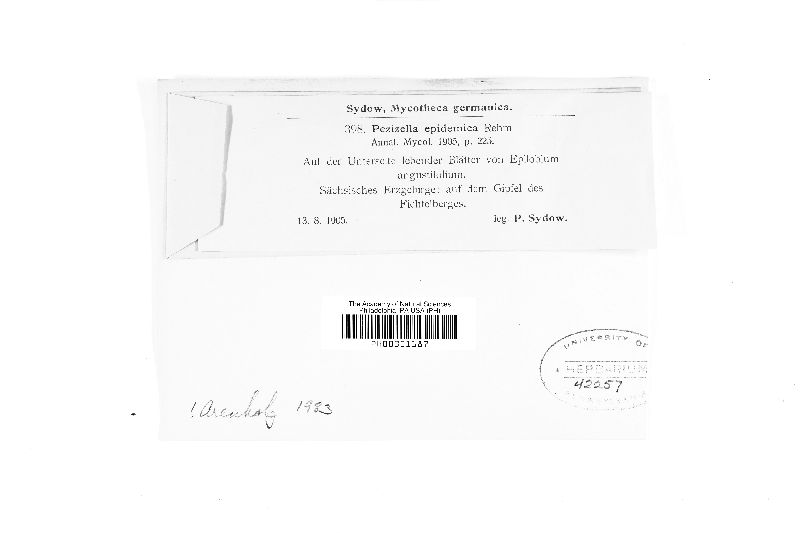 Sydow, Mycotheca germanica.
398. Pezizella epidemica Rehm
Annal. Mycol. 1905, p. 225.
Auf der Unterseite lebender Blätter von Epilobium
angustifolium.
Sächsisches Erzgebirge: auf dem Gipfel des
Fichtelberges.
13. 8. 1905. leg. P. Sydow.
The Academy of Natural Sciences
Philadelphia, PA USA (PH)
UNIVERSITY OF
HERBARIUM
42257
! Arenholz 1983